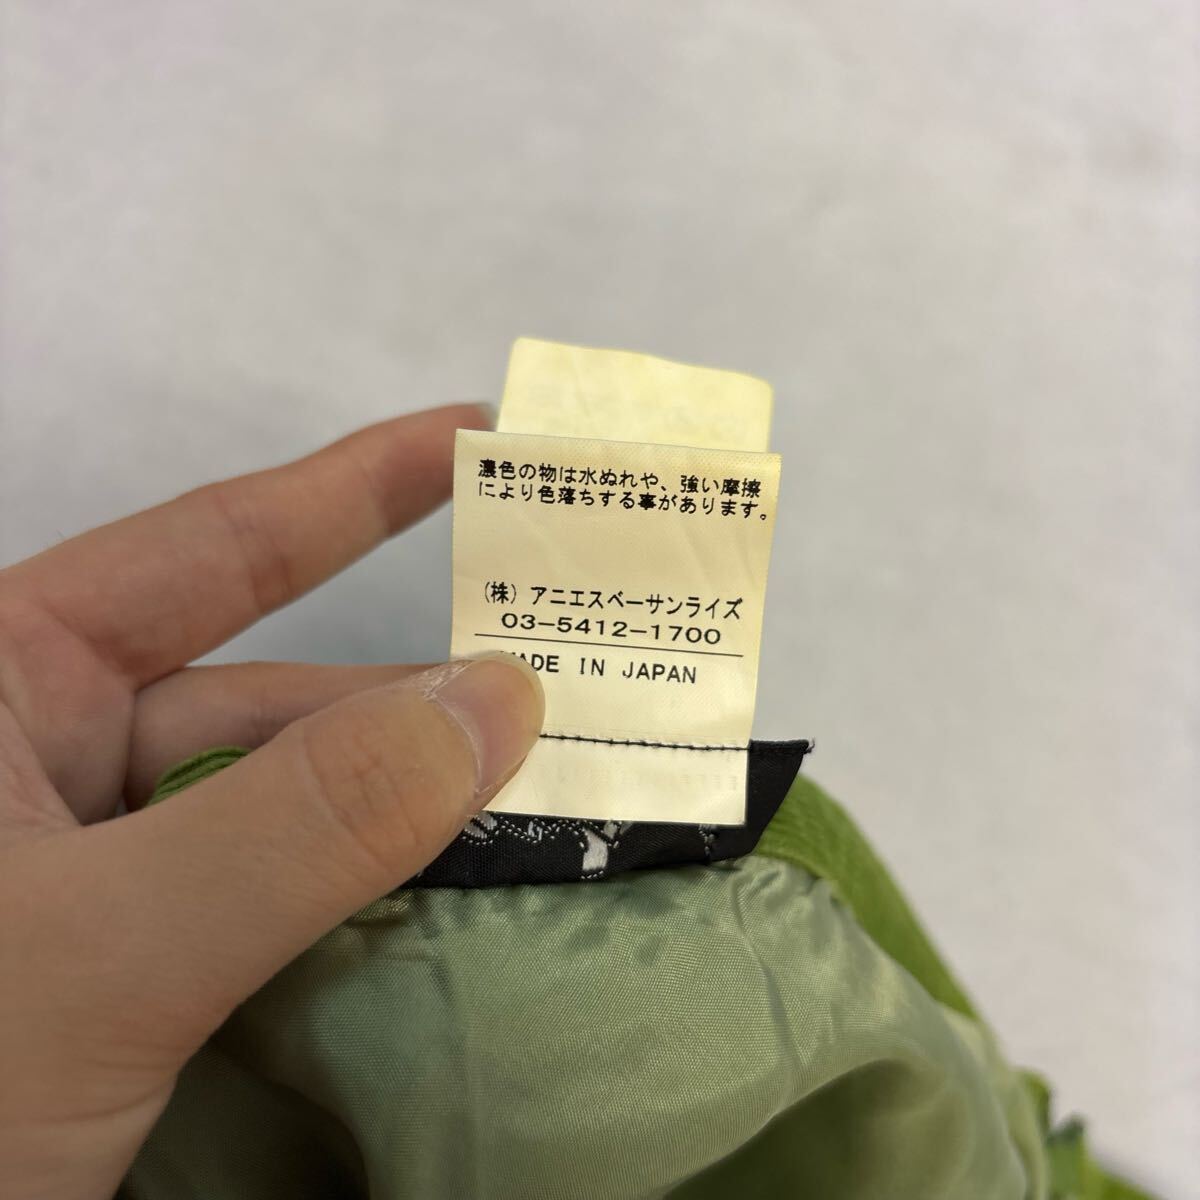 濃色の物は水ぬれや、強い摩擦
により色落ちする事があります。
(株) アニエスベーサンライズ
03-5412-1700
MADE IN JAPAN